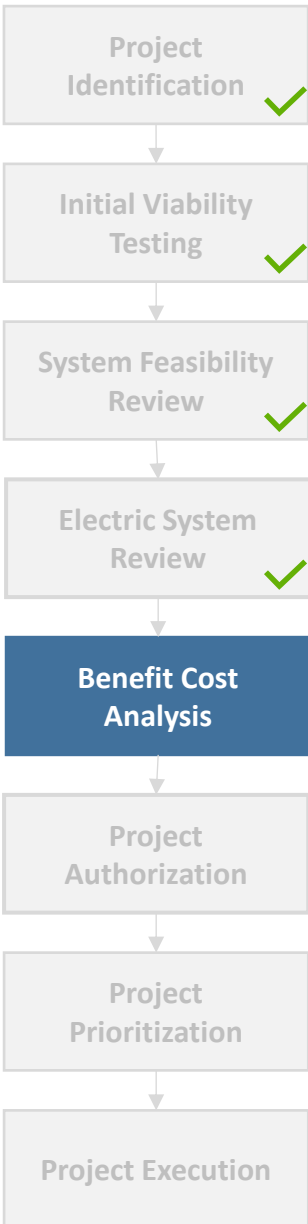 Project
Identification
Initial Viability
Testing
System Feasibility
Review
Electric System
Review
Benefit Cost
Analysis
Project
Authorization
Project
Prioritization
Project Execution